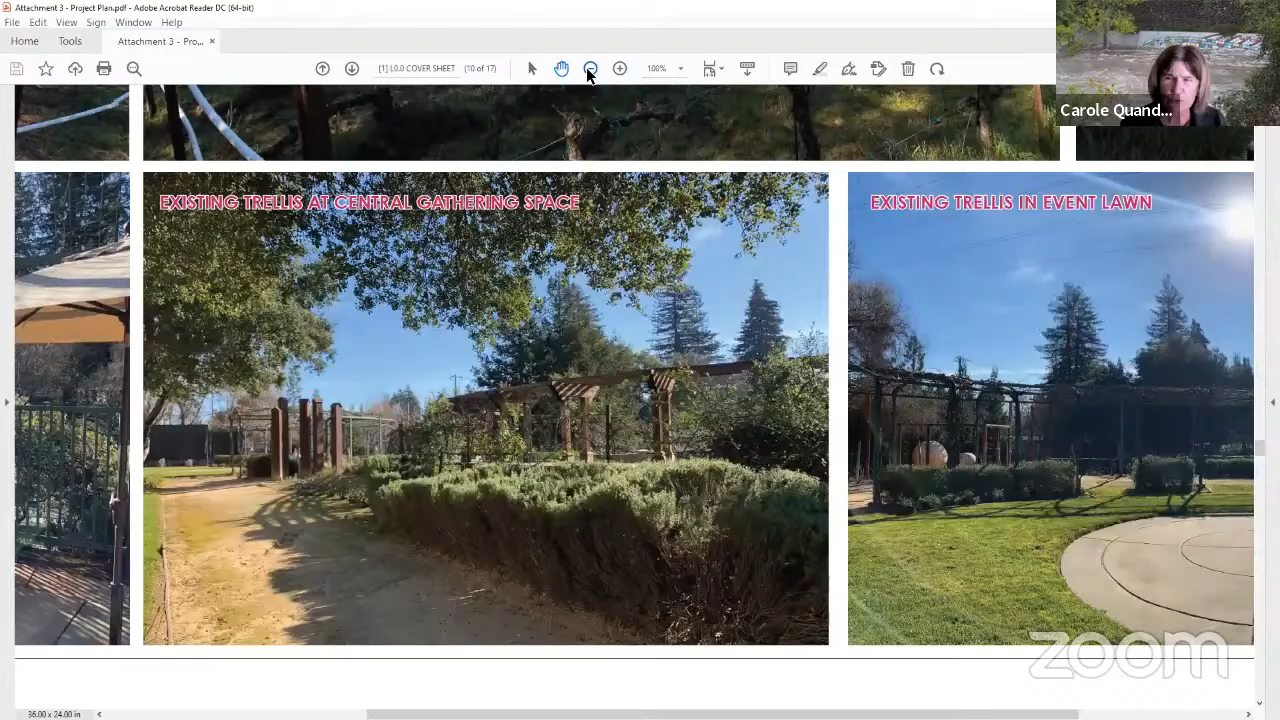 Attachment 3 - Project Plan.pdf - Adobe Acrobat Reader DC (64-bit)
File Edit View Sign Window Help
Home Tools Attachment 3 - Pro... ×
[1] L0.0 COVER SHEET (10 of 15) 100%
Carole Quand...
EXISTING TRELLIS AT CENTRAL GATHERING SPACE
EXISTING TRELLIS IN EVENT LAWN
zoom
36.00 x 24.00 in